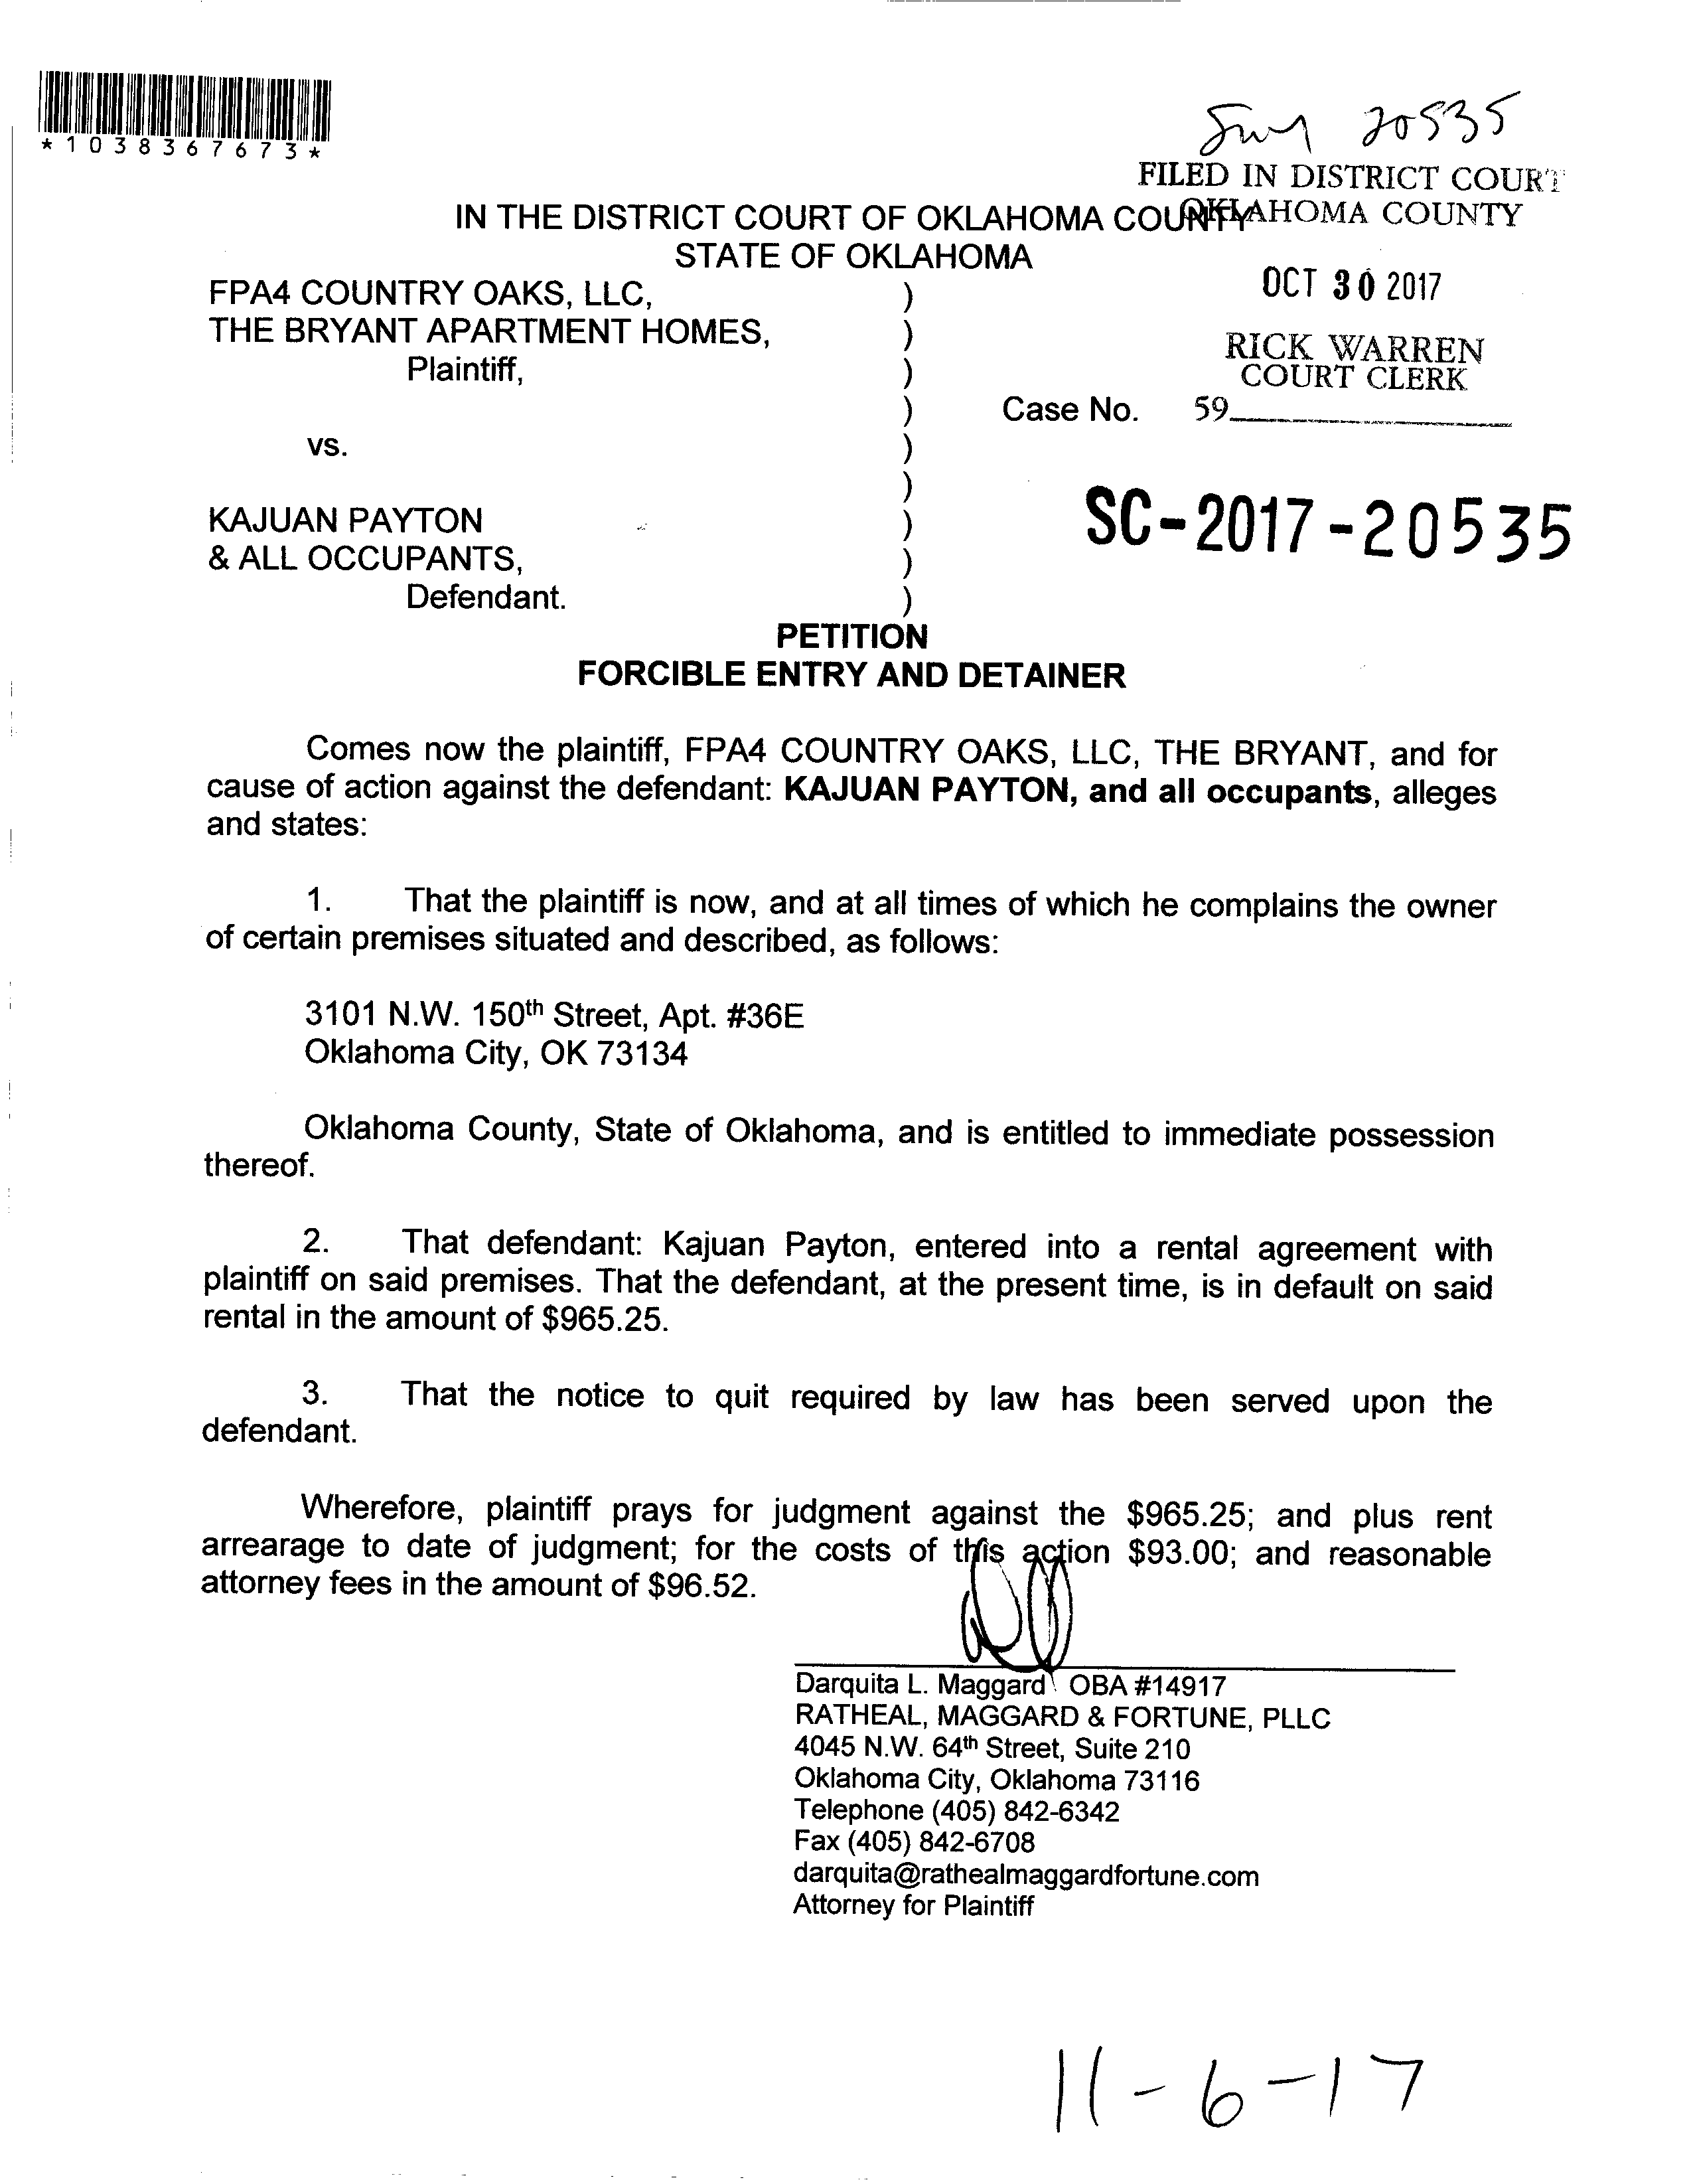 *1038367673*
20535
FILED IN DISTRICT COURT
OKLAHOMA COUNTY
IN THE DISTRICT COURT OF OKLAHOMA COUNTY
STATE OF OKLAHOMA
OCT 30 2017
RICK WARREN
COURT CLERK
59
FPA4 COUNTRY OAKS, LLC, )
THE BRYANT APARTMENT HOMES, )
Plaintiff, )
) Case No.
vs. )
)
KAJUAN PAYTON )
& ALL OCCUPANTS, )
Defendant. )
SC-2017-20535
PETITION
FORCIBLE ENTRY AND DETAINER
Comes now the plaintiff, FPA4 COUNTRY OAKS, LLC, THE BRYANT, and for
cause of action against the defendant: KAJUAN PAYTON, and all occupants, alleges
and states:
1. That the plaintiff is now, and at all times of which he complains the owner
of certain premises situated and described, as follows:
3101 N.W. 150th Street, Apt. #36E
Oklahoma City, OK 73134
Oklahoma County, State of Oklahoma, and is entitled to immediate possession
thereof.
2. That defendant: Kajuan Payton, entered into a rental agreement with
plaintiff on said premises. That the defendant, at the present time, is in default on said
rental in the amount of $965.25.
3. That the notice to quit required by law has been served upon the
defendant.
Wherefore, plaintiff prays for judgment against the $965.25; and plus rent
arrearage to date of judgment; for the costs of this action $93.00; and reasonable
attorney fees in the amount of $96.52.
Darquita L. Maggard OBA #14917
RATHEAL, MAGGARD & FORTUNE, PLLC
4045 N.W. 64th Street, Suite 210
Oklahoma City, Oklahoma 73116
Telephone (405) 842-6342
Fax (405) 842-6708
darquita@rathealmaggardfortune.com
Attorney for Plaintiff
11-6-17